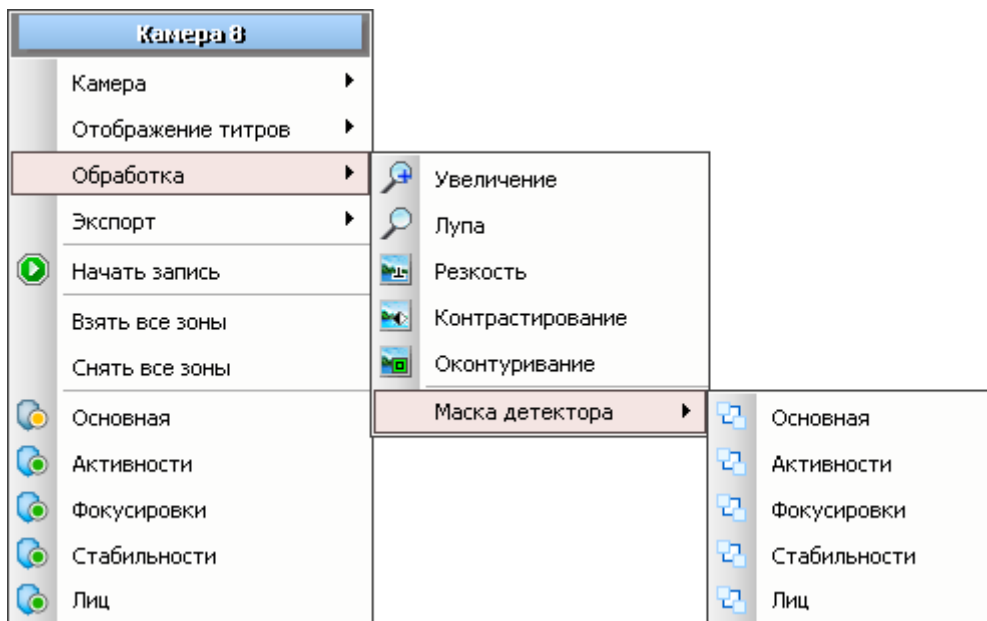 Камера 8
Камера
Отображение титров
Обработка
Экспорт
Начать запись
Взять все зоны
Снять все зоны
Основная
Активности
Фокусировки
Стабильности
Лиц
Увеличение
Лупа
Резкость
Контрастирование
Оконтуривание
Маска детектора
Основная
Активности
Фокусировки
Стабильности
Лиц